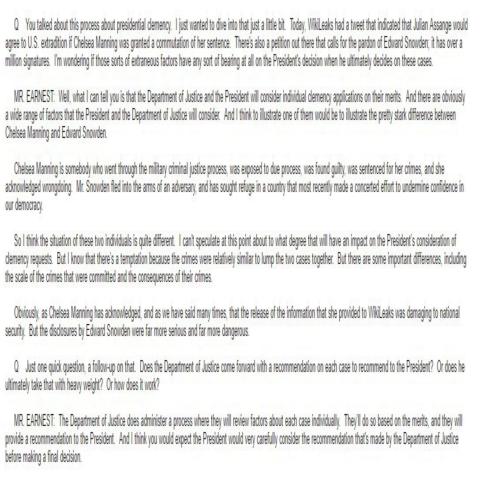 Q You talked about this process about presidential clemency. I just wanted to dive into that just a little bit. Today, WikiLeaks had a tweet that indicated that Julian Assange would
agree to U.S. extradition if Chelsea Manning was granted a commutation of her sentence. There's also a petition out there that calls for the pardon of Edward Snowden; it has over a
million signatures. I'm wondering if those sorts of extraneous factors have any sort of bearing at all on the President's decision when he ultimately decides on these cases.
MR. EARNEST: Well, what I can tell you is that the Department of Justice and the President will consider individual clemency applications on their merits. And there are obviously
a wide range of factors that the President and the Department of Justice will consider. And I think to illustrate one of them would be to illustrate the pretty stark difference between
Chelsea Manning and Edward Snowden.
Chelsea Manning is somebody who went through the military criminal justice process, was exposed to due process, was found guilty, was sentenced for her crimes, and she
acknowledged wrongdoing. Mr. Snowden fled into the arms of an adversary, and has sought refuge in a country that most recently made a concerted effort to undermine confidence in
our democracy.
So I think the situation of these two individuals is quite different. I can't speculate at this point about to what degree that will have an impact on the President's consideration of
clemency requests. But I know that there's a temptation because the crimes were relatively similar to lump the two cases together. But there are some important differences, including
the scale of the crimes that were committed and the consequences of their crimes.
Obviously, as Chelsea Manning has acknowledged, and as we have said many times, that the release of the information that she provided to WikiLeaks was damaging to national
security. But the disclosures by Edward Snowden were far more serious and far more dangerous.
Q Just one quick question, a follow-up on that. Does the Department of Justice come forward with a recommendation on each case to recommend to the President? Or does he
ultimately take that with heavy weight? Or how does it work?
MR. EARNEST: The Department of Justice does administer a process where they will review factors about each case individually. They'll do so based on the merits, and they will
provide a recommendation to the President. And I think you would expect the President would very carefully consider the recommendation that's made by the Department of Justice
before making a final decision.